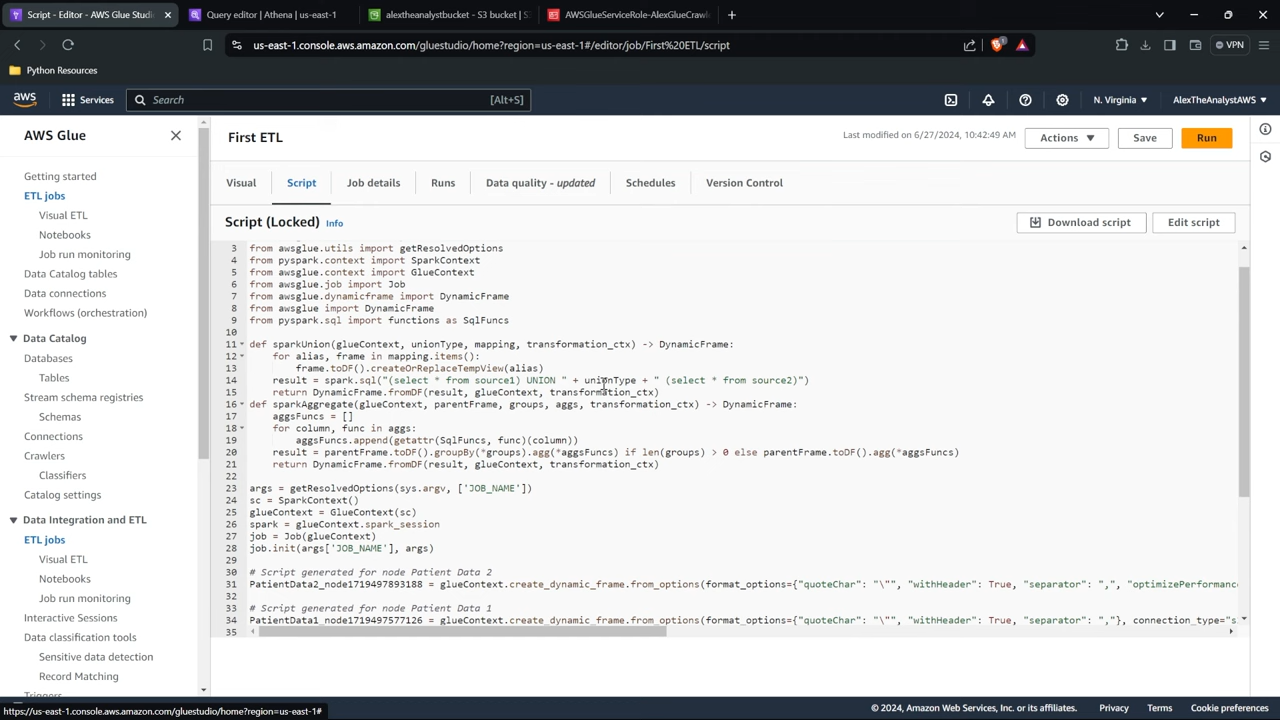 Script - Editor - AWS Glue Studi
Query editor | Athena | us-east-1
alextheanalystbucket - S3 bucket | S
AWSGlueServiceRole-AlexGlueCrawl
us-east-1.console.aws.amazon.com/gluestudio/home?region=us-east-1#/editor/job/First%20ETL/script
VPN
Python Resources
aws
Services
Search
[Alt+S]
N. Virginia
AlexTheAnalystAWS
AWS Glue
Getting started
ETL jobs
Visual ETL
Notebooks
Job run monitoring
Data Catalog tables
Data connections
Workflows (orchestration)
Data Catalog
Databases
Tables
Stream schema registries
Schemas
Connections
Crawlers
Classifiers
Catalog settings
Data Integration and ETL
ETL jobs
Visual ETL
Notebooks
Job run monitoring
Interactive Sessions
Data classification tools
Sensitive data detection
Record Matching
Triggers
First ETL
Last modified on 6/27/2024, 10:42:49 AM
Actions
Save
Run
Visual
Script
Job details
Runs
Data quality - updated
Schedules
Version Control
Script (Locked)
Info
Download script
Edit script
3 from awsglue.utils import getResolvedOptions
4 from pyspark.context import SparkContext
5 from awsglue.context import GlueContext
6 from awsglue.job import Job
7 from awsglue.dynamicframe import DynamicFrame
8 from awsglue import DynamicFrame
9 from pyspark.sql import functions as SqlFuncs
10
11 def sparkUnion(glueContext, unionType, mapping, transformation_ctx) -> DynamicFrame:
12 for alias, frame in mapping.items():
13 frame.toDF().createOrReplaceTempView(alias)
14 result = spark.sql("(select * from source1) UNION " + unionType + " (select * from source2)")
15 return DynamicFrame.fromDF(result, glueContext, transformation_ctx)
16 def sparkAggregate(glueContext, parentFrame, groups, aggs, transformation_ctx) -> DynamicFrame:
17 aggsFuncs = []
18 for column, func in aggs:
19 aggsFuncs.append(getattr(SqlFuncs, func)(column))
20 result = parentFrame.toDF().groupBy(*groups).agg(*aggsFuncs) if len(groups) > 0 else parentFrame.toDF().agg(*aggsFuncs)
21 return DynamicFrame.fromDF(result, glueContext, transformation_ctx)
22
23 args = getResolvedOptions(sys.argv, ['JOB_NAME'])
24 sc = SparkContext()
25 glueContext = GlueContext(sc)
26 spark = glueContext.spark_session
27 job = Job(glueContext)
28 job.init(args['JOB_NAME'], args)
29
30 # Script generated for node Patient Data 2
31 PatientData2_node1719497893188 = glueContext.create_dynamic_frame.from_options(format_options={"quoteChar": "\"", "withHeader": True, "separator": ",", "optimizePerformanc
32
33 # Script generated for node Patient Data 1
34 PatientData1_node1719497577126 = glueContext.create_dynamic_frame.from_options(format_options={"quoteChar": "\"", "withHeader": True, "separator": ","}, connection_type="s
35
https://us-east-1.console.aws.amazon.com/gluestudio/home?region=us-east-1#
© 2024, Amazon Web Services, Inc. or its affiliates.
Privacy
Terms
Cookie preferences